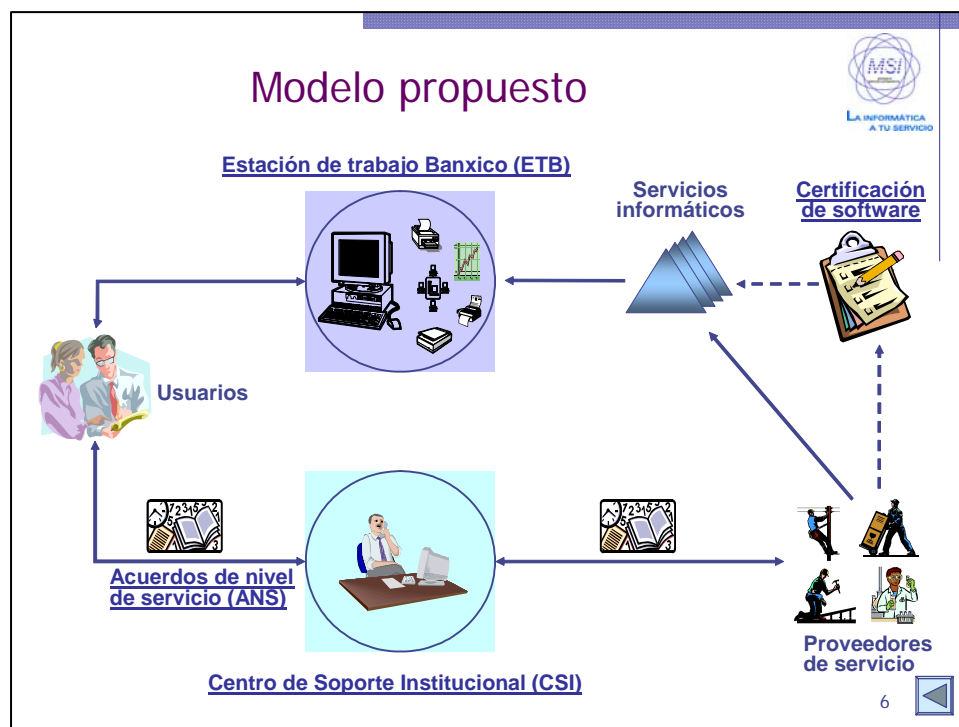 Modelo propuesto
MSI
LA INFORMÁTICA
A TU SERVICIO
Estación de trabajo Banxico (ETB)
Servicios
informáticos
Certificación
de software
Usuarios
Acuerdos de nivel
de servicio (ANS)
Centro de Soporte Institucional (CSI)
Proveedores
de servicio
6